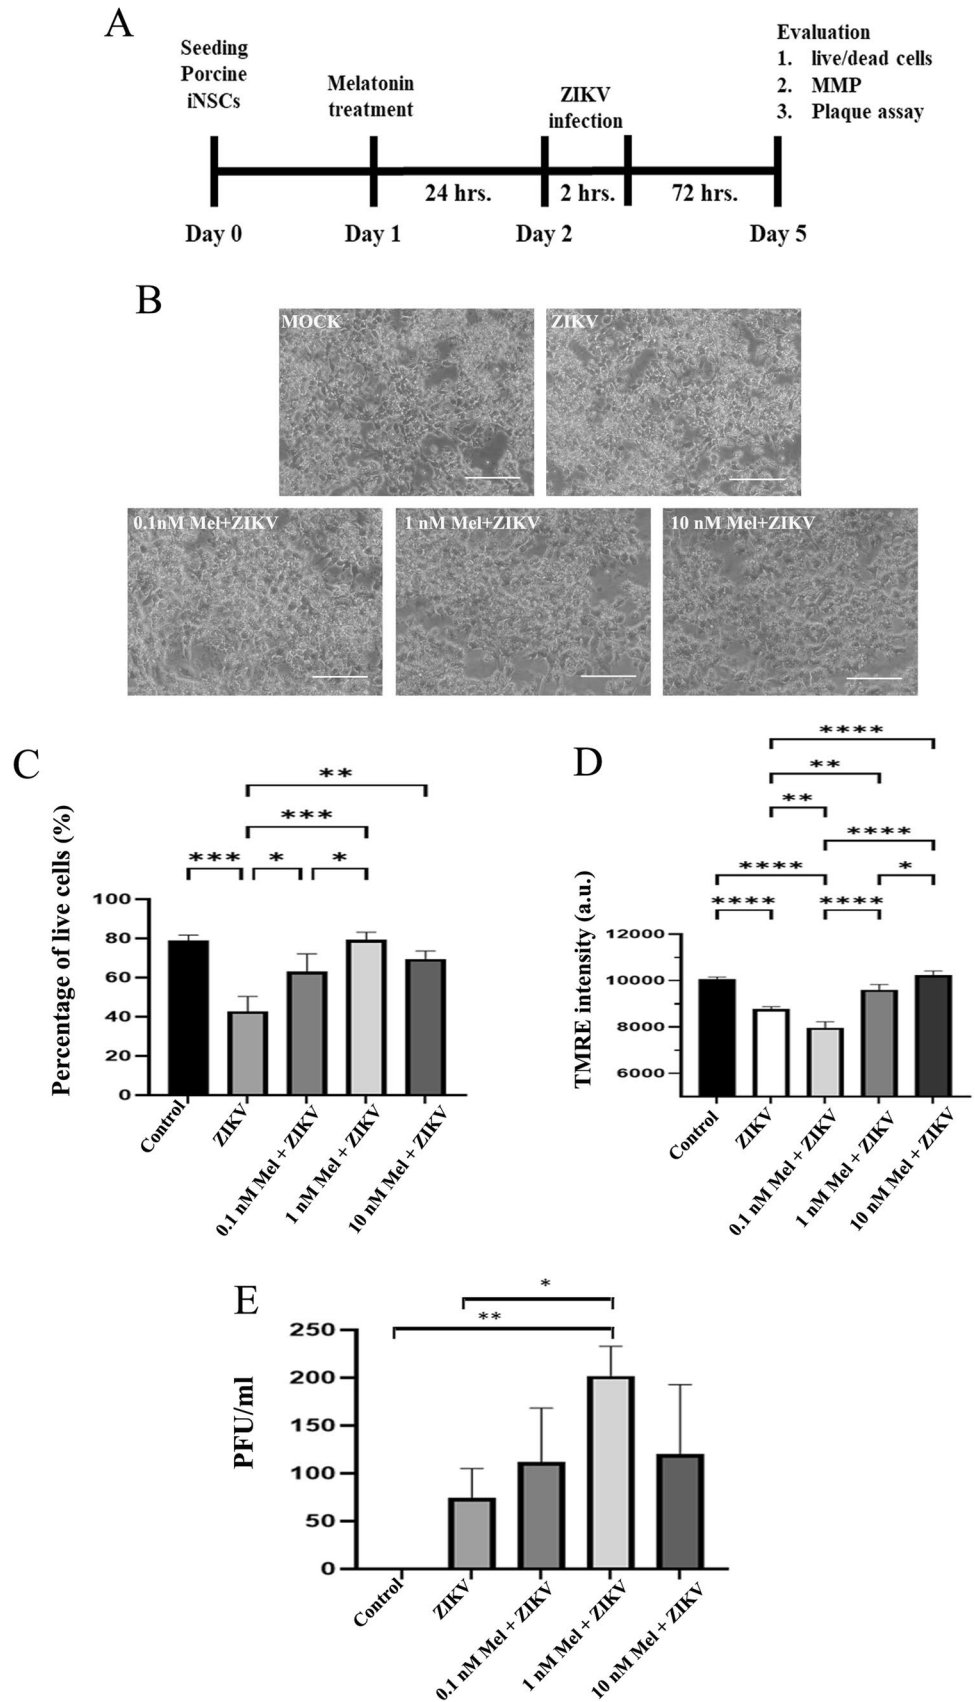 A
Seeding
Porcine
iNSCs
Melatonin
treatment
ZIKV
infection
Evaluation
1. live/dead cells
2. MMP
3. Plaque assay
24 hrs.
2 hrs.
72 hrs.
Day 0
Day 1
Day 2
Day 5
B
MOCK
ZIKV
0.1nM Mel+ZIKV
1 nM Mel+ZIKV
10 nM Mel+ZIKV
C
Percentage of live cells (%)
**
***
*** * *
100
80
60
40
20
0
Control
ZIKV
0.1 nM Mel + ZIKV
1 nM Mel + ZIKV
10 nM Mel + ZIKV
D
TMRE intensity (a.u.)
****
**
**
****
**** *
**** ****
12000
10000
8000
6000
Control
ZIKV
0.1 nM Mel + ZIKV
1 nM Mel + ZIKV
10 nM Mel + ZIKV
E
PFU/ml
*
**
250
200
150
100
50
0
Control
ZIKV
0.1 nM Mel + ZIKV
1 nM Mel + ZIKV
10 nM Mel + ZIKV